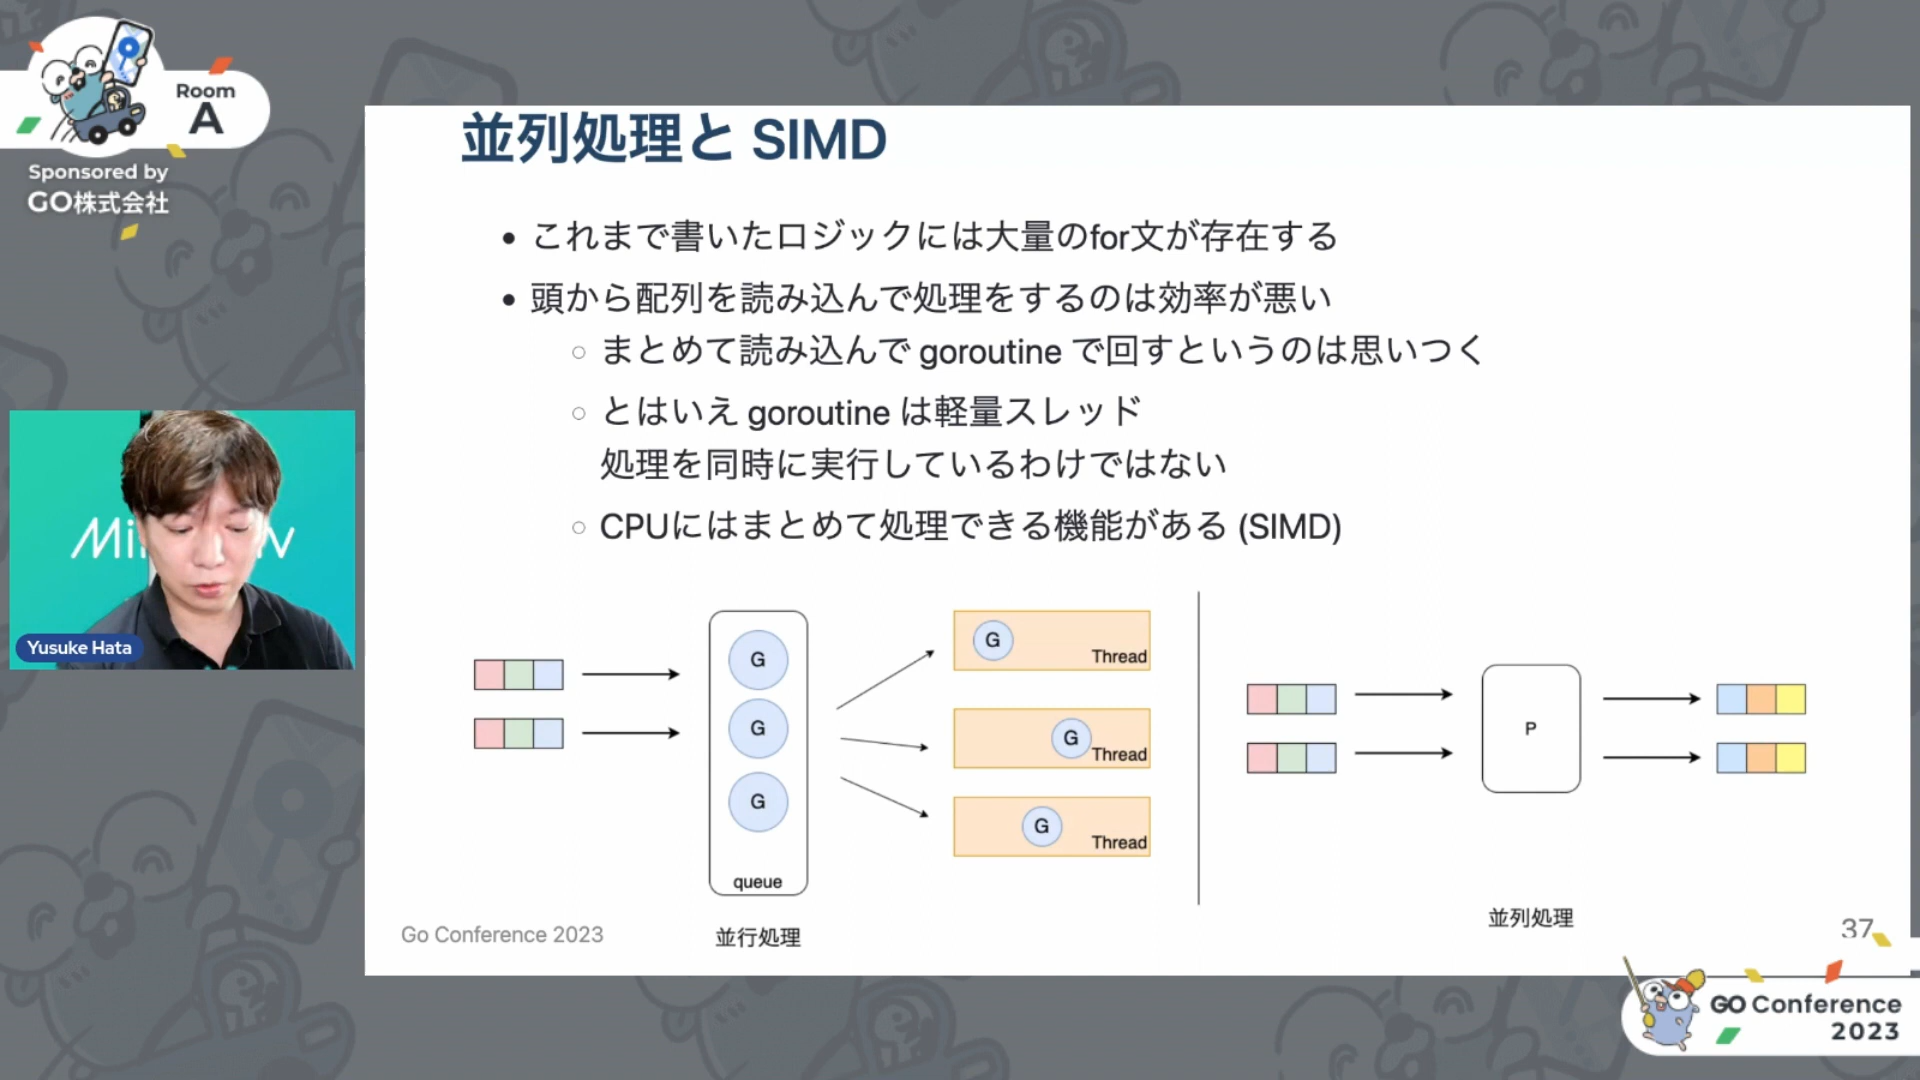 Room
A
Sponsored by
GO株式会社
並列処理と SIMD
• これまで書いたロジックには大量のfor文が存在する
• 頭から配列を読み込んで処理をするのは効率が悪い
○ まとめて読み込んで goroutine で回すというのは思いつく
○ とはいえ goroutine は軽量スレッド
処理を同時に実行しているわけではない
○ CPUにはまとめて処理できる機能がある (SIMD)
Yusuke Hata
G
G
G
queue
並行処理
G
Thread
G
Thread
G
Thread
P
並列処理
Go Conference 2023
37
GO Conference
2023